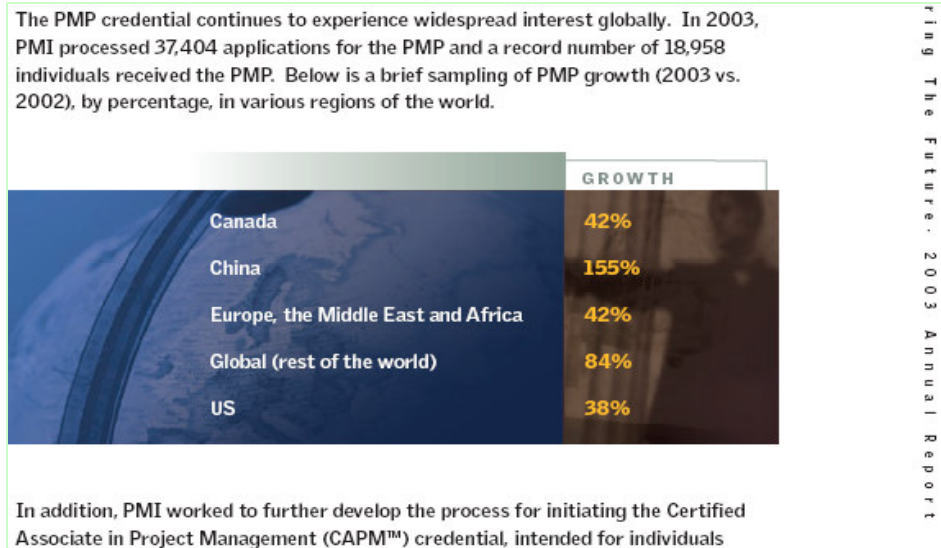 The PMP credential continues to experience widespread interest globally. In 2003,
PMI processed 37,404 applications for the PMP and a record number of 18,958
individuals received the PMP. Below is a brief sampling of PMP growth (2003 vs.
2002), by percentage, in various regions of the world.
GROWTH
Canada 42%
China 155%
Europe, the Middle East and Africa 42%
Global (rest of the world) 84%
US 38%
In addition, PMI worked to further develop the process for initiating the Certified
Associate in Project Management (CAPM™) credential, intended for individuals
ring The Future. 2003 Annual Report